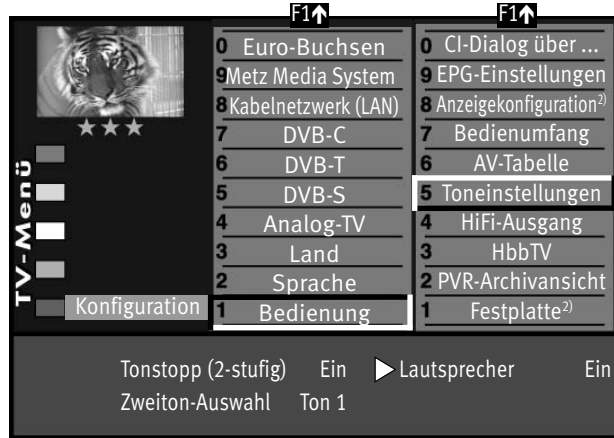 F1↑ F1↑
0 Euro-Buchsen
9 Metz Media System
8 Kabelnetzwerk (LAN)
7 DVB-C
6 DVB-T
5 DVB-S
4 Analog-TV
3 Land
2 Sprache
1 Bedienung
0 CI-Dialog über ...
9 EPG-Einstellungen
8 Anzeigekonfiguration2)
7 Bedienumfang
6 AV-Tabelle
5 Toneinstellungen
4 HiFi-Ausgang
3 HbbTV
2 PVR-Archivansicht
1 Festplatte2)
TV-Menü
Konfiguration
Tonstopp (2-stufig) Ein ▷ Lautsprecher Ein
Zweiton-Auswahl Ton 1